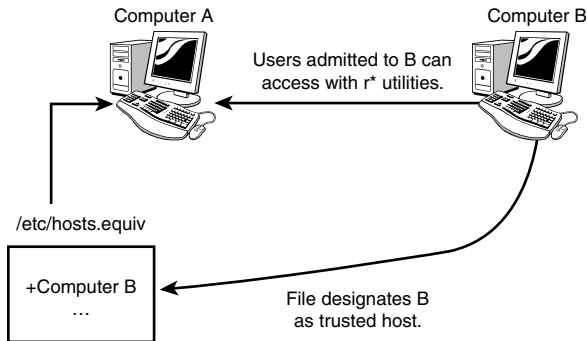 Computer A
Computer B
Users admitted to B can
access with r* utilities.
/etc/hosts.equiv
+Computer B
...
File designates B
as trusted host.